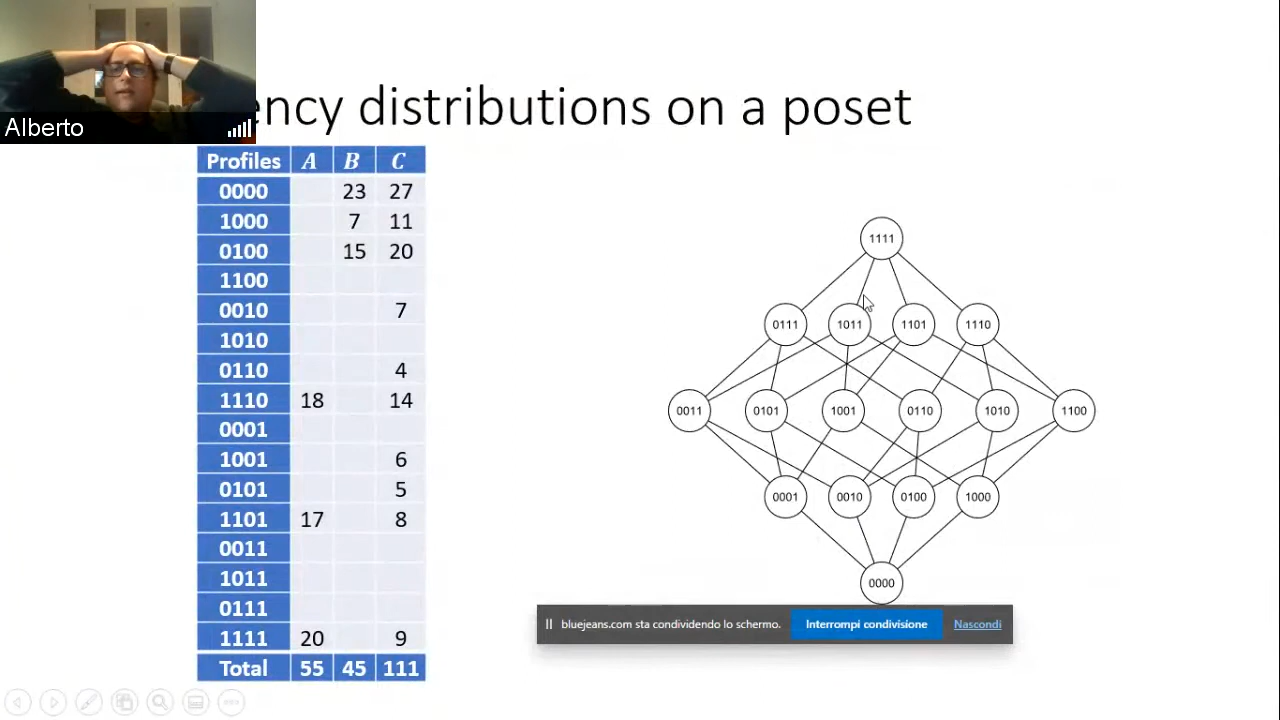 Alberto
distributions on a poset
Profiles A B C
0000 23 27
1000 7 11
0100 15 20
1100
0010 7
1010
0110 4
1110 18 14
0001
1001 6
0101 5
1101 17 8
0011
1011
0111
1111 20 9
Total 55 45 111
1111
0111 1011 1101 1110
0011 0101 1001 0110 1010 1100
0001 0010 0100 1000
0000
bluejeans.com sta condividendo lo schermo. Interrompi condivisione Nascondi